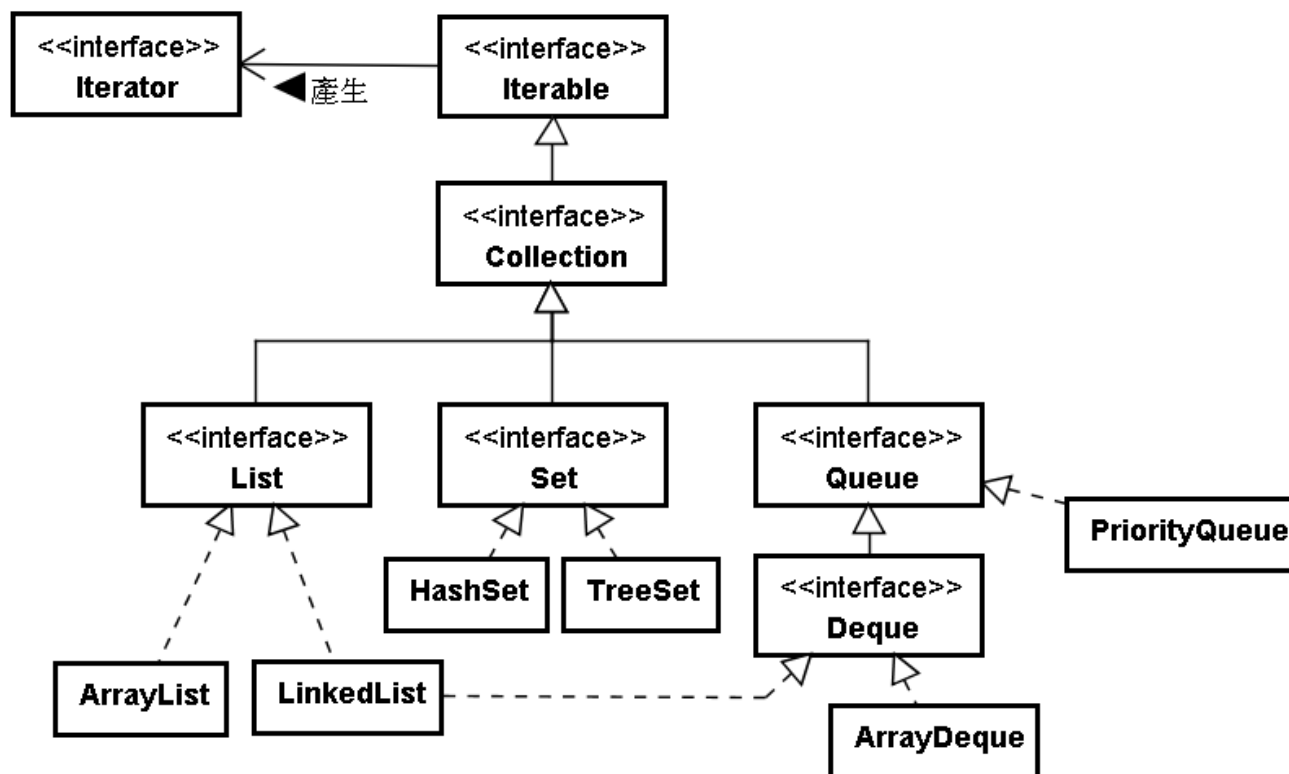 <<interface>>
Iterator
<<interface>>
Iterable
產生
<<interface>>
Collection
<<interface>>
List
<<interface>>
Set
<<interface>>
Queue
PriorityQueue
HashSet
TreeSet
<<interface>>
Deque
ArrayList
LinkedList
ArrayDeque